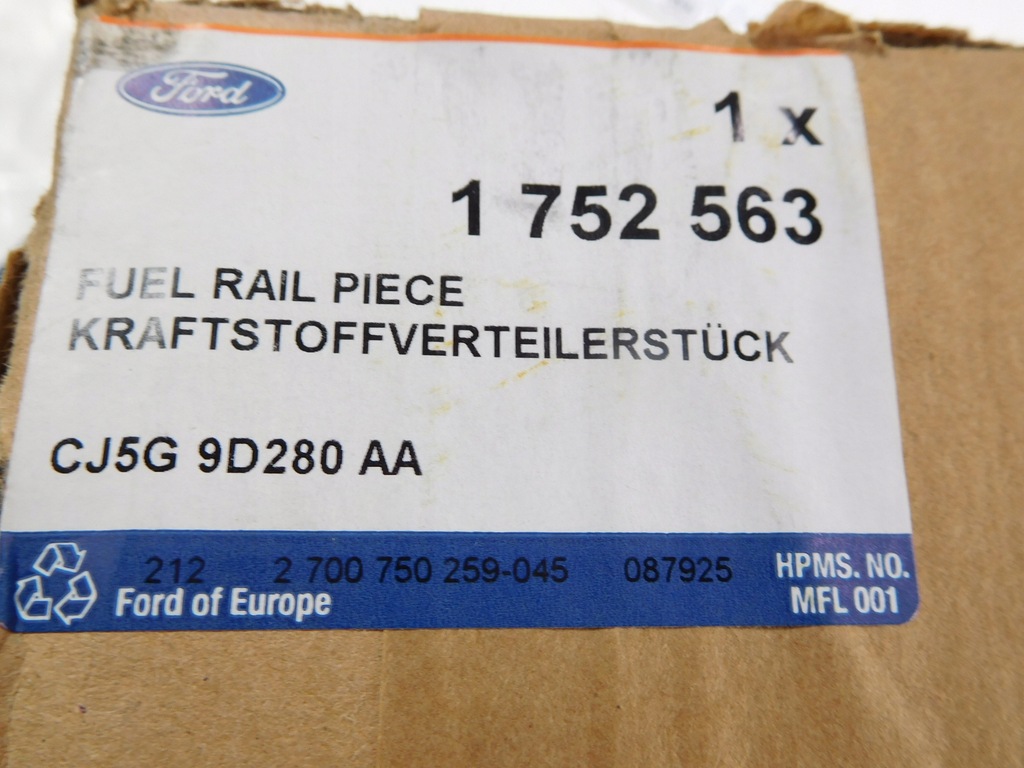 Ford
1 x
1 752 563
FUEL RAIL PIECE
KRAFTSTOFFVERTEILERSTÜCK
CJ5G 9D280 AA
212 2 700 750 259-045 087925
Ford of Europe
HPMS. NO.
MFL 001